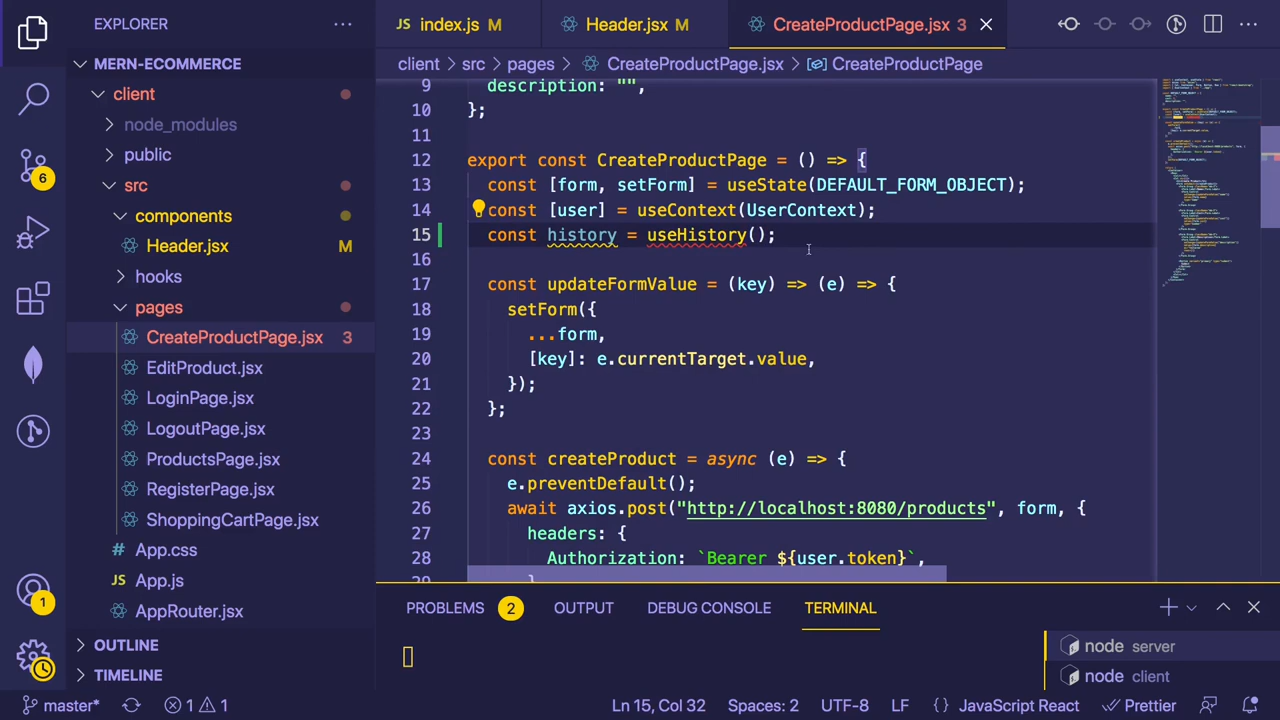 EXPLORER
MERN-ECOMMERCE
client
node_modules
public
src
components
Header.jsx M
hooks
pages
CreateProductPage.jsx 3
EditProduct.jsx
LoginPage.jsx
LogoutPage.jsx
ProductsPage.jsx
RegisterPage.jsx
ShoppingCartPage.jsx
App.css
JS App.js
AppRouter.jsx
OUTLINE
TIMELINE
6
1
JS index.js M
Header.jsx M
CreateProductPage.jsx 3
client > src > pages > CreateProductPage.jsx > CreateProductPage
9 description: "",
10 };
11
12 export const CreateProductPage = () => {
13 const [form, setForm] = useState(DEFAULT_FORM_OBJECT);
14 const [user] = useContext(UserContext);
15 const history = useHistory();
16
17 const updateFormValue = (key) => (e) => {
18 setForm({
19 ...form,
20 [key]: e.currentTarget.value,
21 });
22 };
23
24 const createProduct = async (e) => {
25 e.preventDefault();
26 await axios.post("http://localhost:8080/products", form, {
27 headers: {
28 Authorization: `Bearer ${user.token}`,
29 }
PROBLEMS 2 OUTPUT DEBUG CONSOLE TERMINAL
node server
node client
master* 1 1 Ln 15, Col 32 Spaces: 2 UTF-8 LF {} JavaScript React Prettier